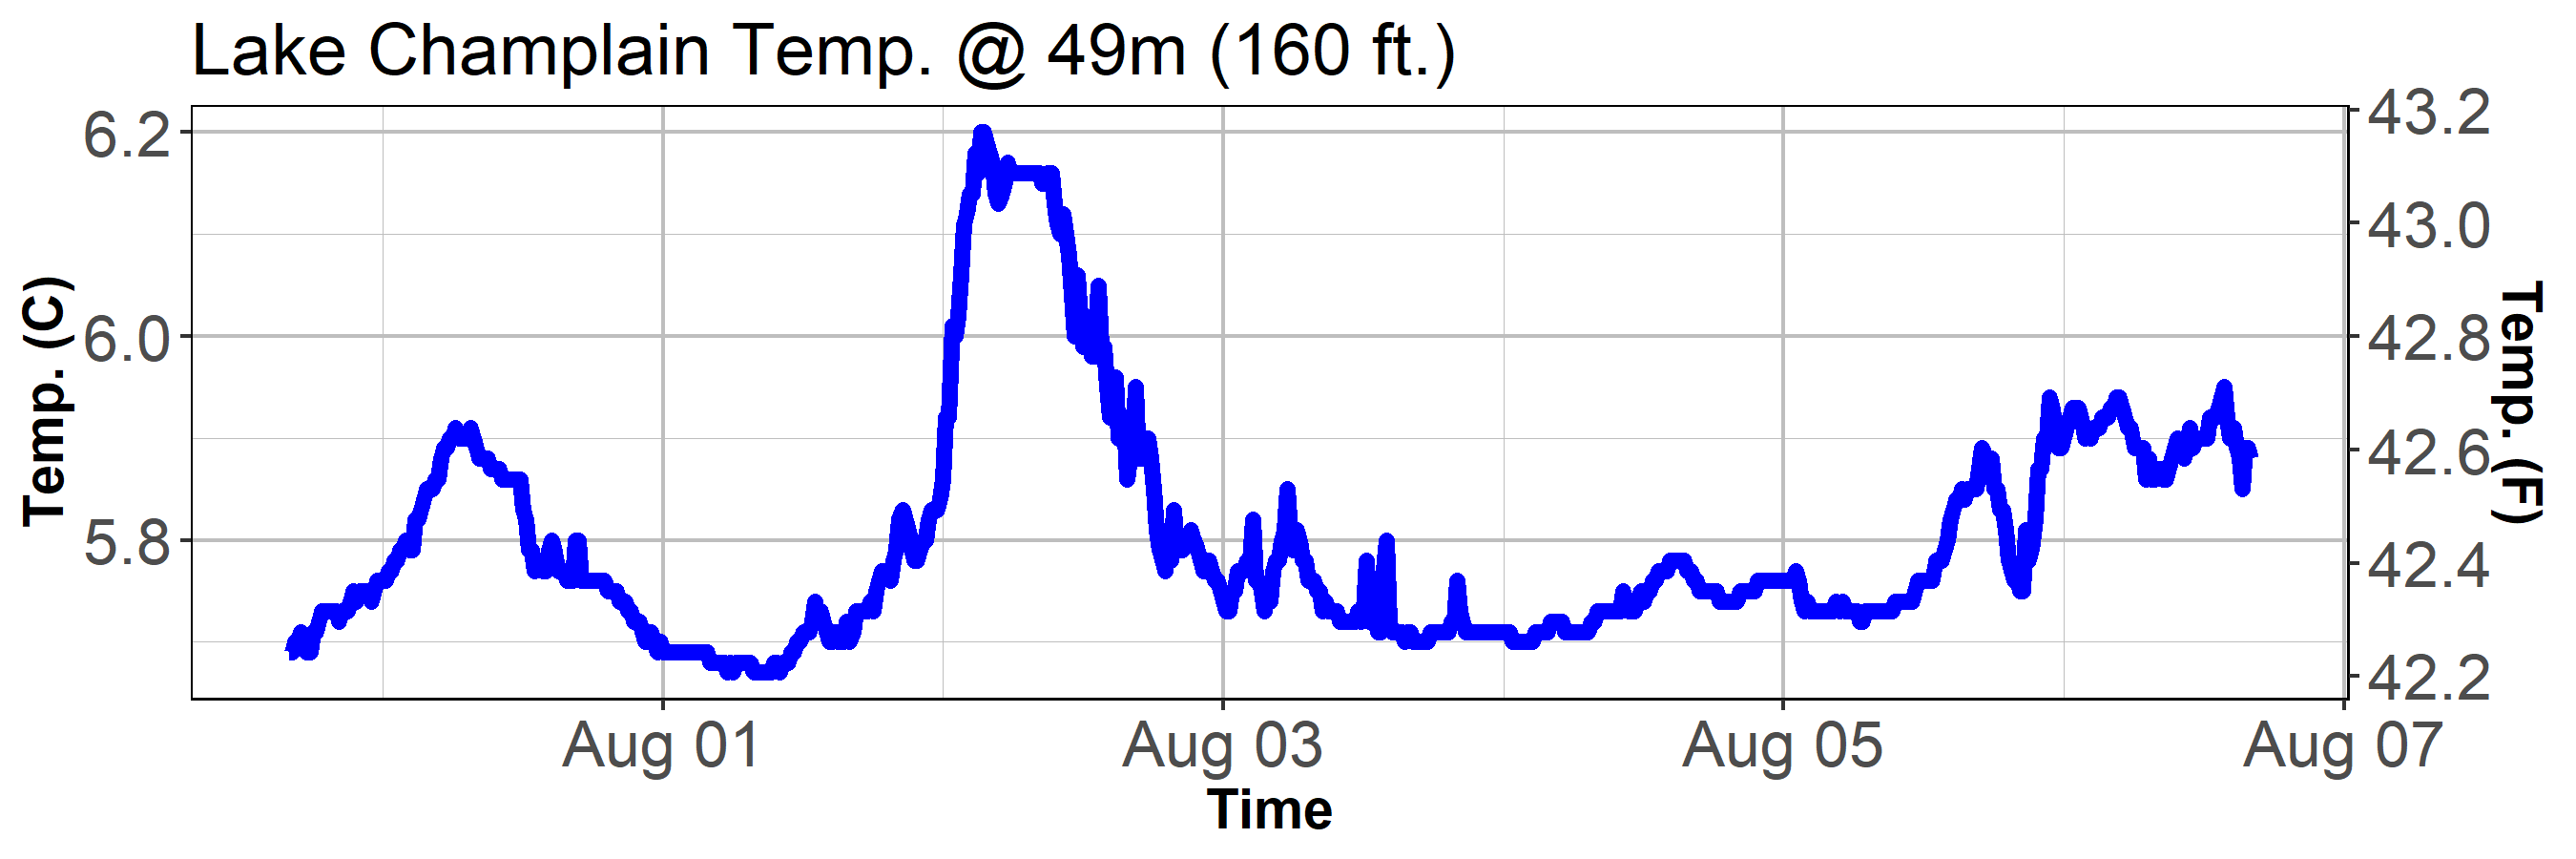 Lake Champlain Temp. @ 49m (160 ft.)
Temp. (C)
6.2
6.0
5.8
43.2
43.0
42.8
42.6
42.4
42.2
Temp. (F)
Aug 01
Aug 03
Aug 05
Aug 07
Time